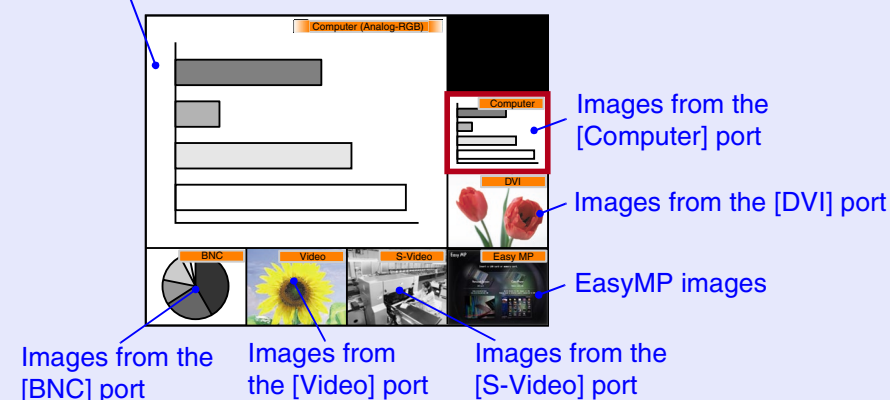 Computer (Analog-RGB)
Computer
Images from the
[Computer] port
DVI
Images from the [DVI] port
BNC
Video
S-Video
Easy MP
EasyMP images
Images from the
[BNC] port
Images from
the [Video] port
Images from the
[S-Video] port